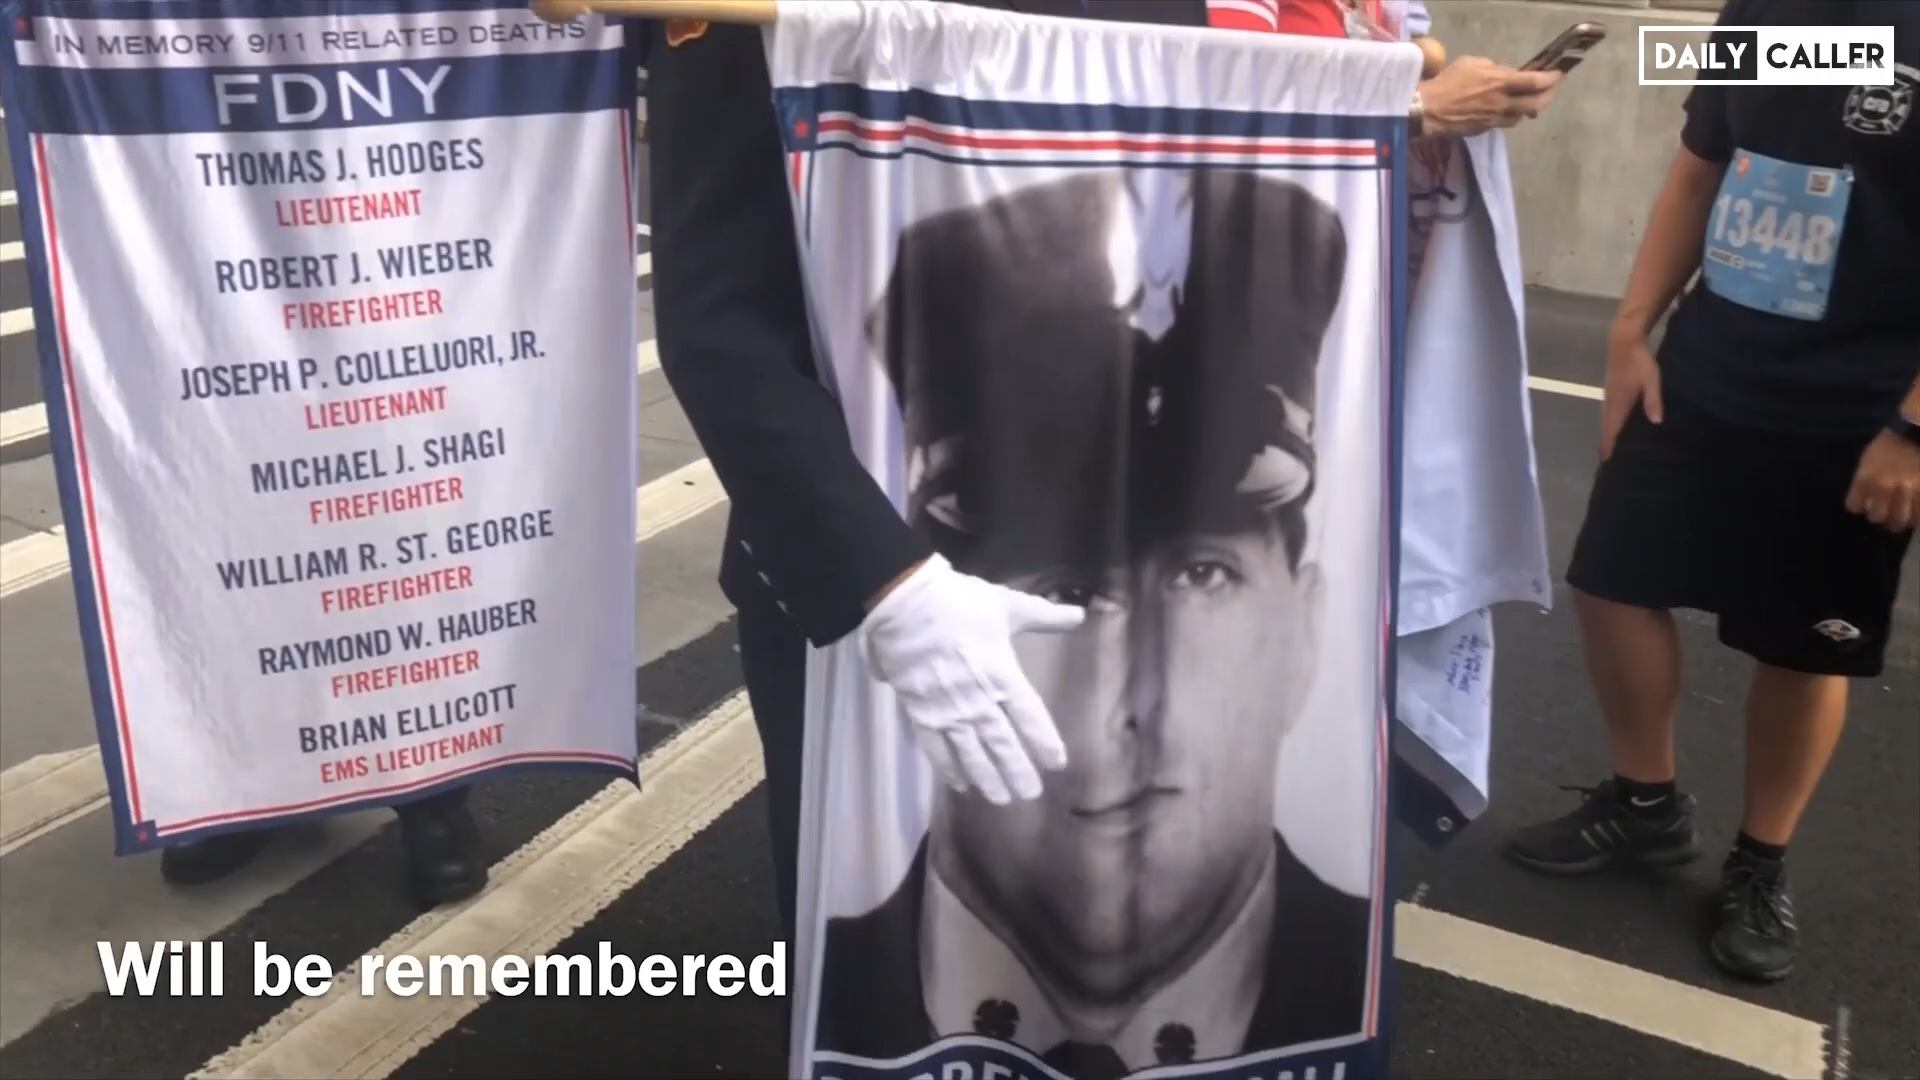 IN MEMORY 9/11 RELATED DEATHS
FDNY
THOMAS J. HODGES
LIEUTENANT
ROBERT J. WIEBER
FIREFIGHTER
JOSEPH P. COLLELUORI, JR.
LIEUTENANT
MICHAEL J. SHAGI
FIREFIGHTER
WILLIAM R. ST. GEORGE
FIREFIGHTER
RAYMOND W. HAUBER
FIREFIGHTER
BRIAN ELLICOTT
EMS LIEUTENANT
DAILY CALLER
13448
Will be remembered